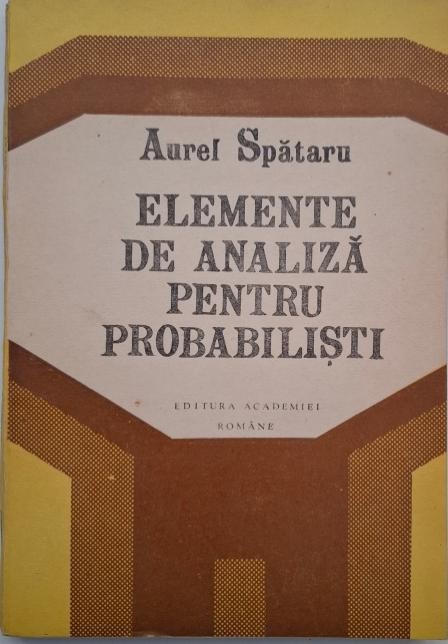 Aurel Spătaru
ELEMENTE
DE ANALIZĂ
PENTRU
PROBABILIȘTI
EDITURA ACADEMIEI
ROMÂNE